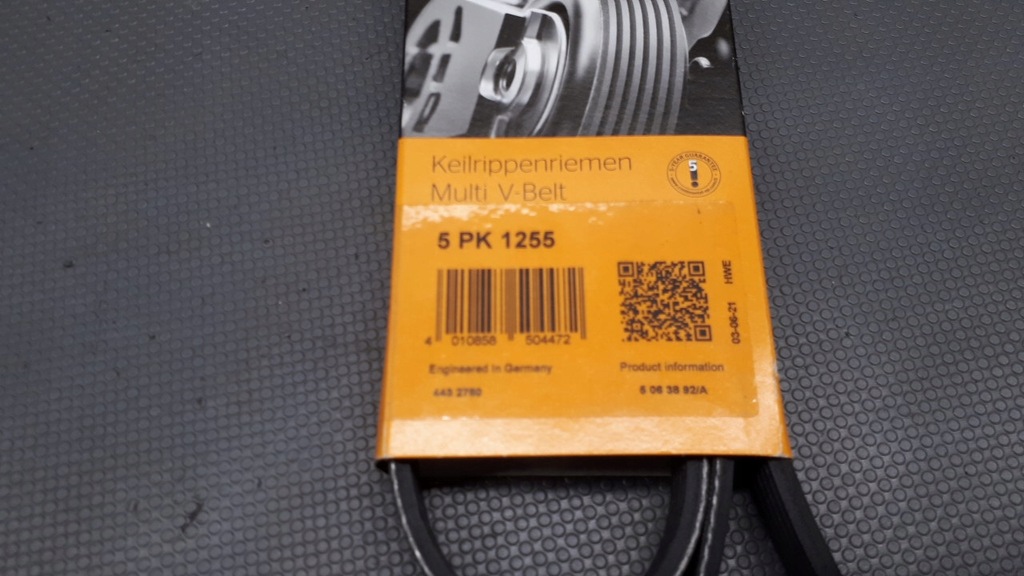 Keilrippenriemen
Multi V-Belt
5
5 PK 1255
HWE
03-06-21
4 010858 504472
Engineered in Germany
Product information
443 2780
6 06 38 92/A